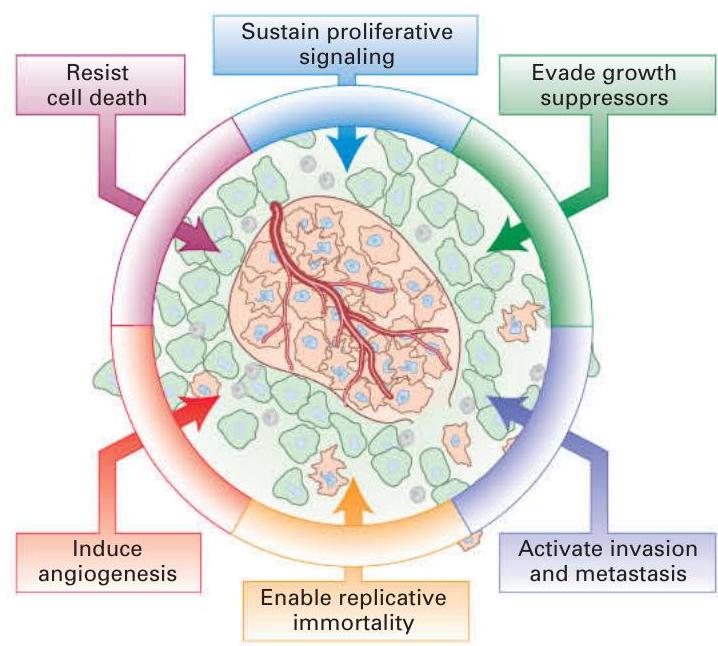 Sustain proliferative
signaling
Resist
cell death
Evade growth
suppressors
Induce
angiogenesis
Activate invasion
and metastasis
Enable replicative
immortality